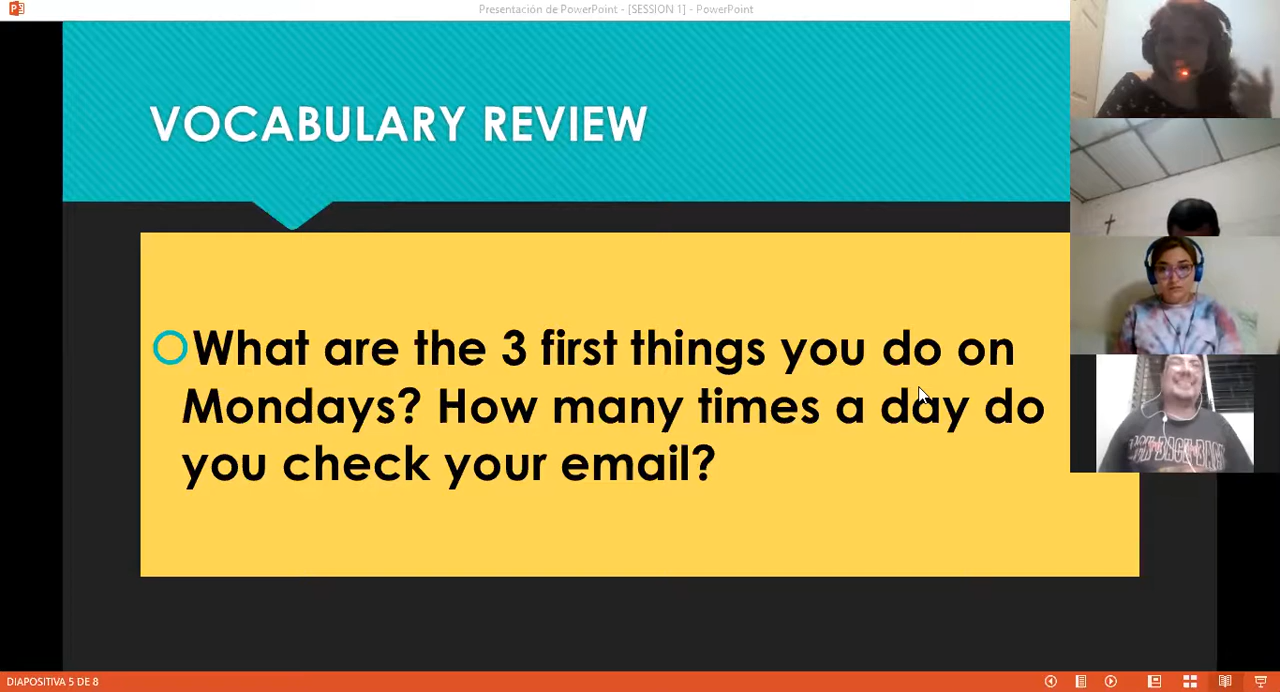 Presentación de PowerPoint - [SESSION 1] - PowerPoint
VOCABULARY REVIEW
What are the 3 first things you do on
Mondays? How many times a day do
you check your email?
DIAPOSITIVA 5 DE 8